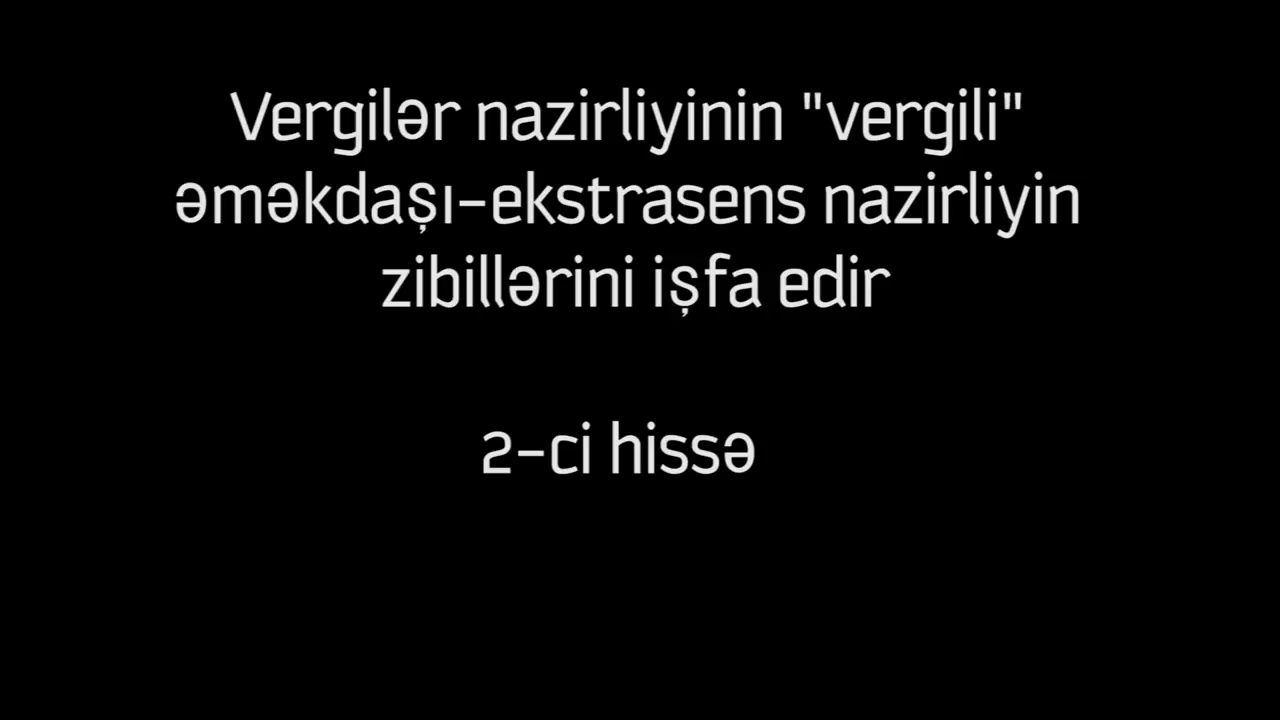 Vergilər nazirliyinin "vergili"
əməkdaşı-ekstrasens nazirliyin
zibillərini işfa edir
2-ci hissə